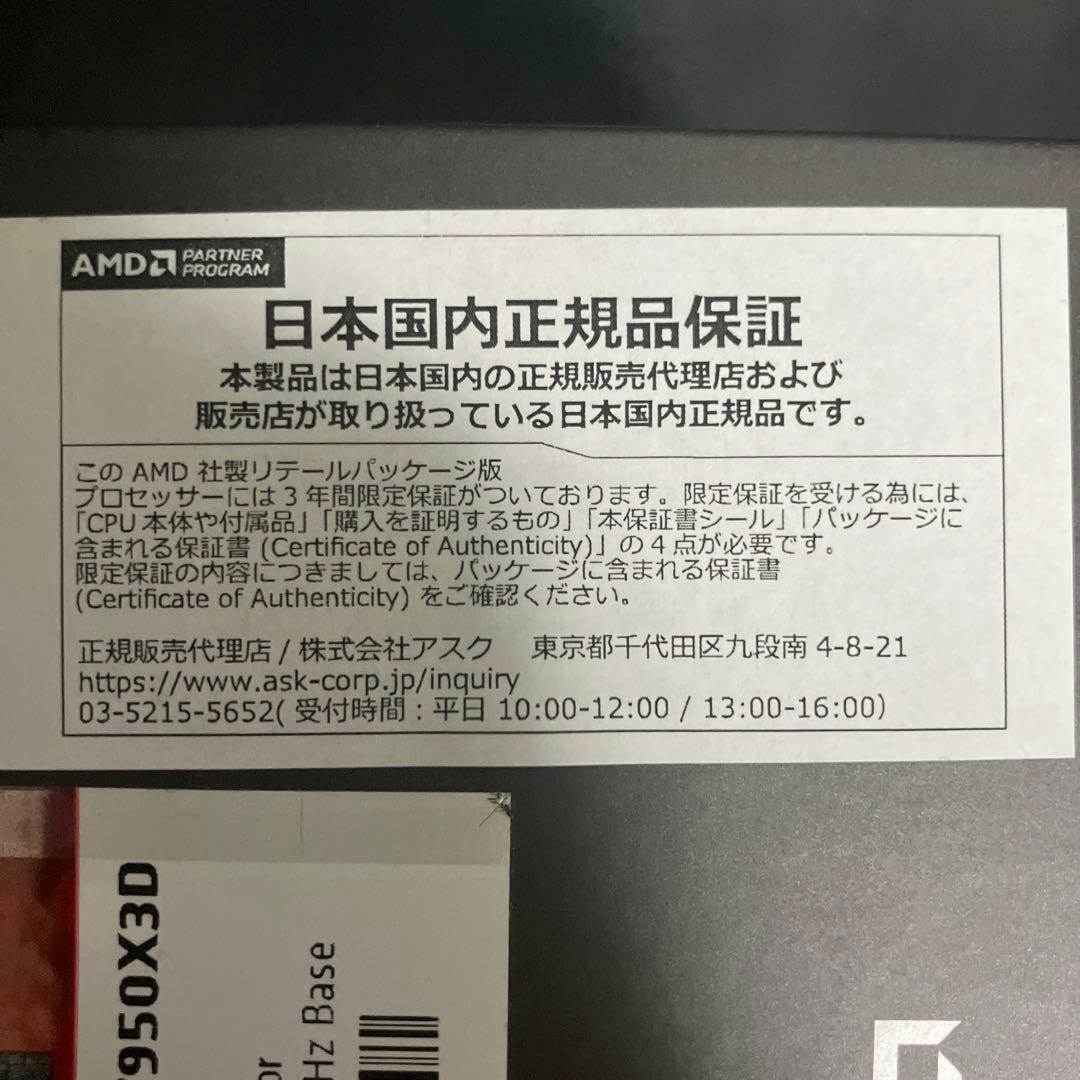 AMD PARTNER PROGRAM
日本国内正規品保証
本製品は日本国内の正規販売代理店および
販売店が取り扱っている日本国内正規品です。
この AMD 社製リテールパッケージ版
プロセッサーには 3 年間限定保証がついております。限定保証を受ける為には、
「CPU 本体や付属品」「購入を証明するもの」「本保証書シール」「パッケージに
含まれる保証書 (Certificate of Authenticity)」の 4 点が必要です。
限定保証の内容につきましては、パッケージに含まれる保証書
(Certificate of Authenticity) をご確認ください。
正規販売代理店 / 株式会社アスク 東京都千代田区九段南 4-8-21
https://www.ask-corp.jp/inquiry
03-5215-5652( 受付時間：平日 10:00-12:00 / 13:00-16:00)
950X3D
or
Hz Base